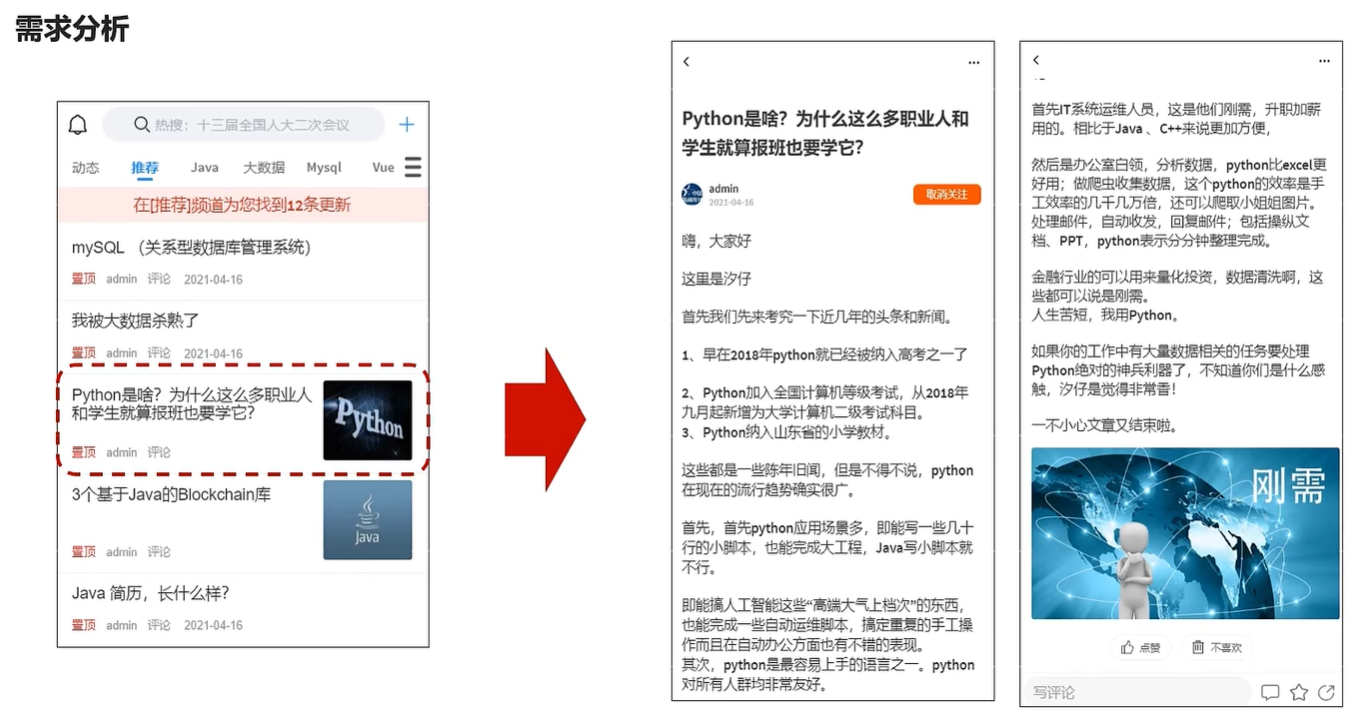 需求分析
热搜：十三届全国人大二次会议
动态 推荐 Java 大数据 Mysql Vue
在[推荐]频道为您找到12条更新
mySQL （关系型数据库管理系统）
置顶 admin 评论 2021-04-16
我被大数据杀熟了
置顶 admin 评论 2021-04-16
Python是啥？为什么这么多职业人
和学生就算报班也要学它？
Python
置顶 admin 评论
3个基于Java的Blockchain库
Java
置顶 admin 评论
Java 简历，长什么样？
置顶 admin 评论 2021-04-16
Python是啥？为什么这么多职业人和
学生就算报班也要学它？
admin
2021-04-16
取消关注
嗨，大家好
这里是汐仔
首先我们先来考究一下近几年的头条和新闻。
1、早在2018年python就已经被纳入高考之一了
2、Python加入全国计算机等级考试，从2018年
九月起新增为大学计算机二级考试科目。
3、Python纳入山东省的小学教材。
这些都是一些陈年旧闻，但是不得不说，python
在现在的流行趋势确实很广。
首先，首先python应用场景多，即能写一些几十
行的小脚本，也能完成大工程，Java写小脚本就
不行。
即能搞人工智能这些“高端大气上档次”的东西，
也能完成一些自动运维脚本，搞定重复的手工操
作而且在自动办公方面也有不错的表现。
其次，python是最容易上手的语言之一。python
对所有人群均非常友好。
首先IT系统运维人员，这是他们刚需，升职加薪
用的。相比于Java 、C++来说更加方便，
然后是办公室白领，分析数据，python比excel更
好用；做爬虫收集数据，这个python的效率是手
工效率的几千几万倍，还可以爬取小姐姐图片。
处理邮件，自动收发，回复邮件；包括操纵文
档、PPT，python表示分分钟整理完成。
金融行业的可以用来量化投资，数据清洗啊，这
些都可以说是刚需。
人生苦短，我用Python。
如果你的工作中有大量数据相关的任务要处理
Python绝对的神兵利器了，不知道你们是什么感
触，汐仔是觉得非常香！
一不小心文章又结束啦。
刚需
点赞 不喜欢
写评论